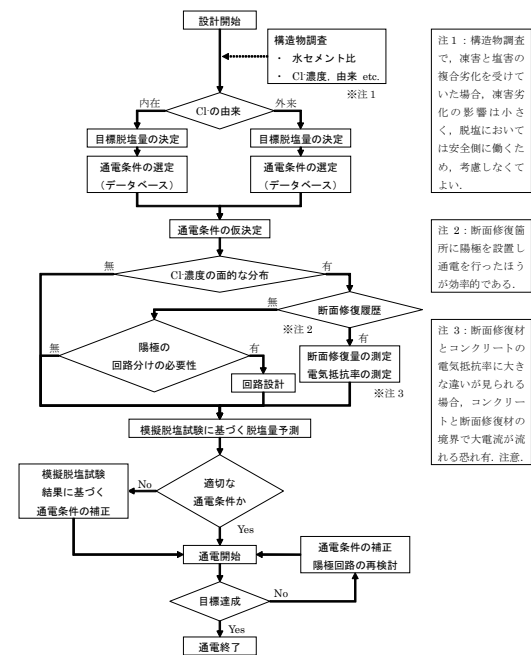 設計開始
構造物調査
・ 水セメント比
・ Cl⁻濃度，由来 etc.
※注 1
Cl⁻の由来
内在
外来
目標脱塩量の決定
目標脱塩量の決定
通電条件の選定
（データベース）
通電条件の選定
（データベース）
通電条件の仮決定
Cl⁻濃度の面的な分布
無
有
断面修復履歴
無
有
※注 2
陽極の
回路分けの必要性
無
有
回路設計
断面修復量の測定
電気抵抗率の測定
※注 3
模擬脱塩試験に基づく脱塩量予測
適切な
通電条件か
No
Yes
模擬脱塩試験
結果に基づく
通電条件の補正
通電開始
通電条件の補正
陽極回路の再検討
目標達成
No
Yes
通電終了
注 1：構造物調査
で，凍害と塩害の
複合劣化を受けて
いた場合，凍害劣
化の影響は小さ
く，脱塩において
は安全側に働くた
め，考慮しなくて
よい．
注 2：断面修復箇
所に陽極を設置し
通電を行ったほう
が効率的である．
注 3：断面修復材
とコンクリートの
電気抵抗率に大き
な違いが見られる
場合，コンクリー
トと断面修復材の
境界で大電流が流
れる恐れ有．注意．